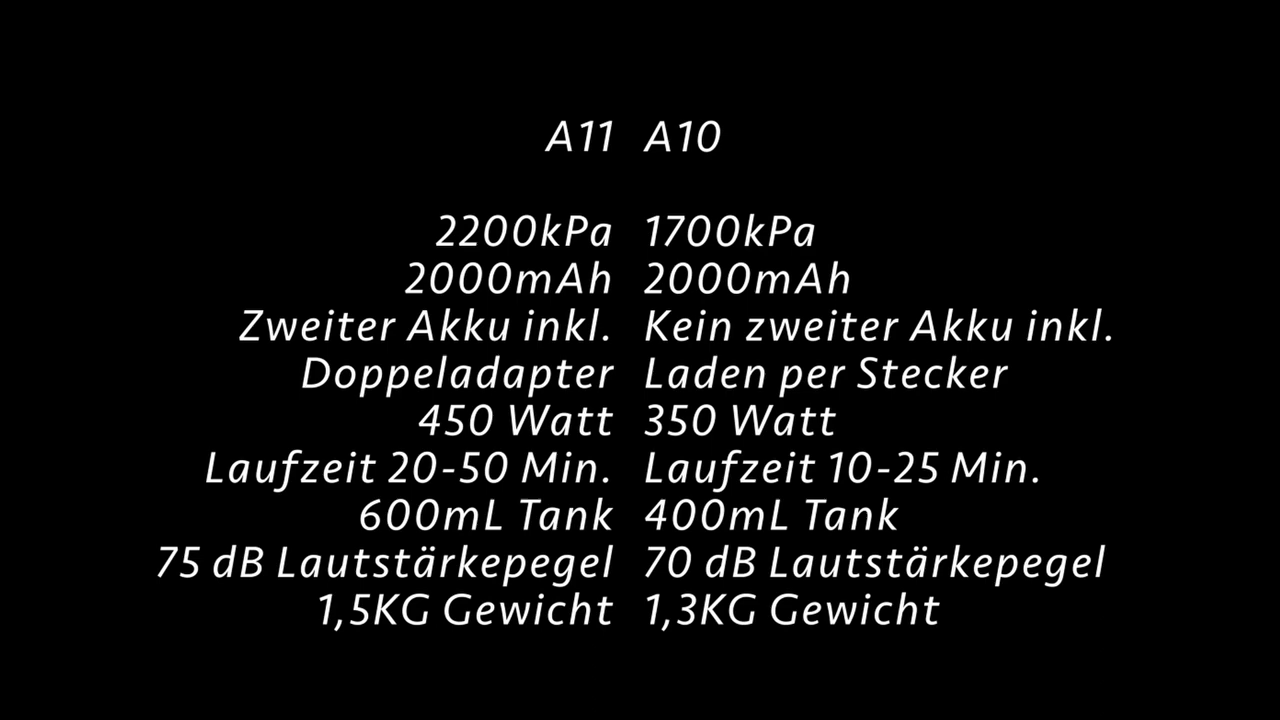 A11 A10
2200kPa 1700kPa
2000mAh 2000mAh
Zweiter Akku inkl. Kein zweiter Akku inkl.
Doppeladapter Laden per Stecker
450 Watt 350 Watt
Laufzeit 20-50 Min. Laufzeit 10-25 Min.
600mL Tank 400mL Tank
75 dB Lautstärkepegel 70 dB Lautstärkepegel
1,5KG Gewicht 1,3KG Gewicht